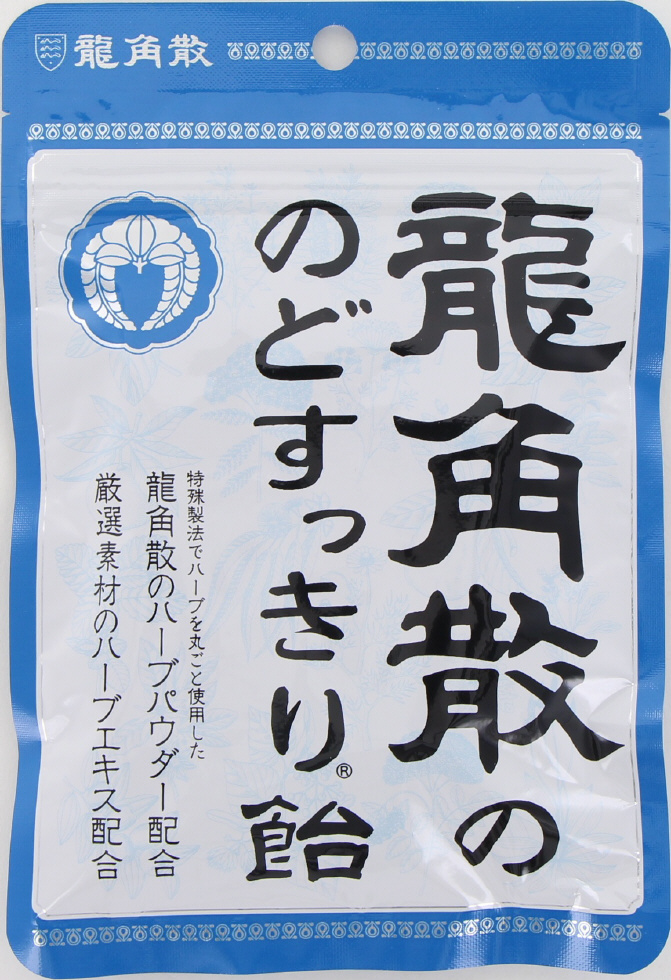 龍角散
龍角散の
のどすっきり®飴
特殊製法でハーブを丸ごと使用した
龍角散のハーブパウダー配合
厳選素材のハーブエキス配合